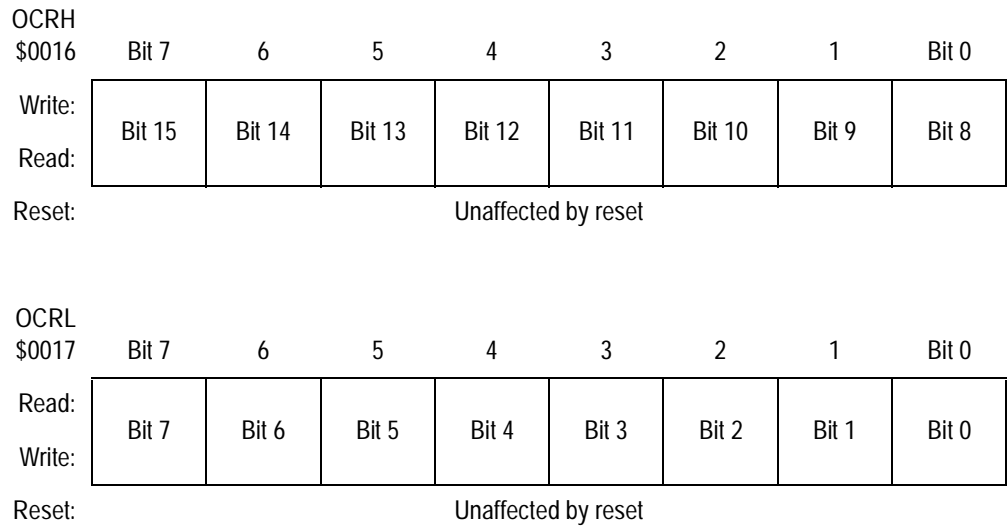 OCRH
$0016 Bit 7 6 5 4 3 2 1 Bit 0
Write:
Bit 15 Bit 14 Bit 13 Bit 12 Bit 11 Bit 10 Bit 9 Bit 8
Read:
Reset: Unaffected by reset
OCRL
$0017 Bit 7 6 5 4 3 2 1 Bit 0
Read:
Bit 7 Bit 6 Bit 5 Bit 4 Bit 3 Bit 2 Bit 1 Bit 0
Write:
Reset: Unaffected by reset